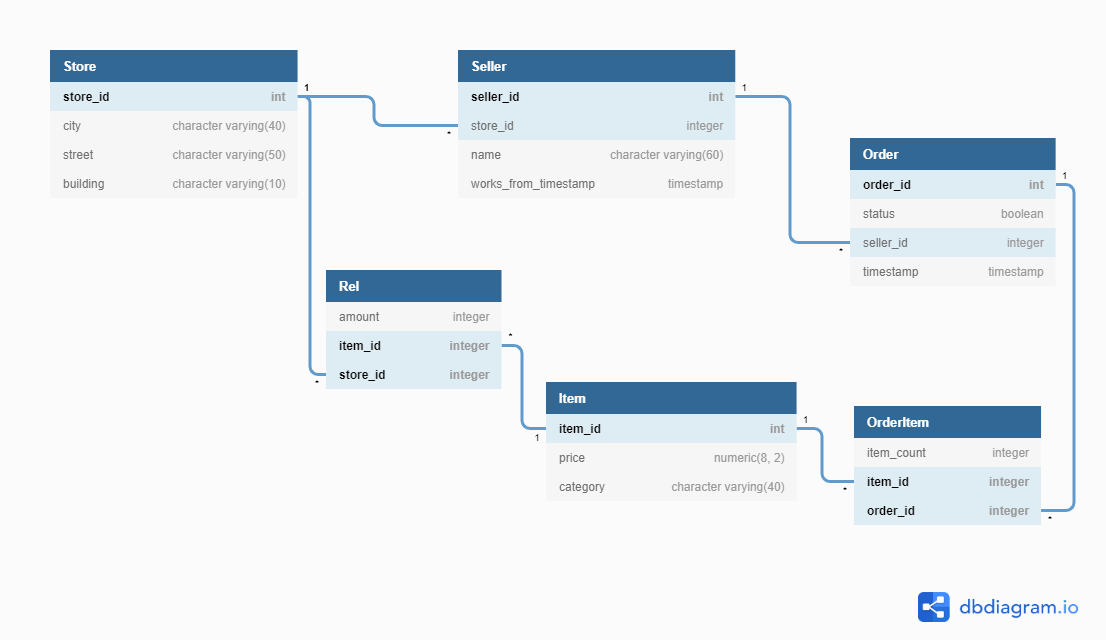 Store
store_id int
city character varying(40)
street character varying(50)
building character varying(10)
1
*
Seller
seller_id int
store_id integer
name character varying(60)
works_from_timestamp timestamp
1
*
Order
order_id int
status boolean
seller_id integer
timestamp timestamp
1
Rel
amount integer
item_id integer
store_id integer
*
*
1
Item
item_id int
price numeric(8, 2)
category character varying(40)
1
*
OrderItem
item_count integer
item_id integer
order_id integer
*
dbdiagram.io